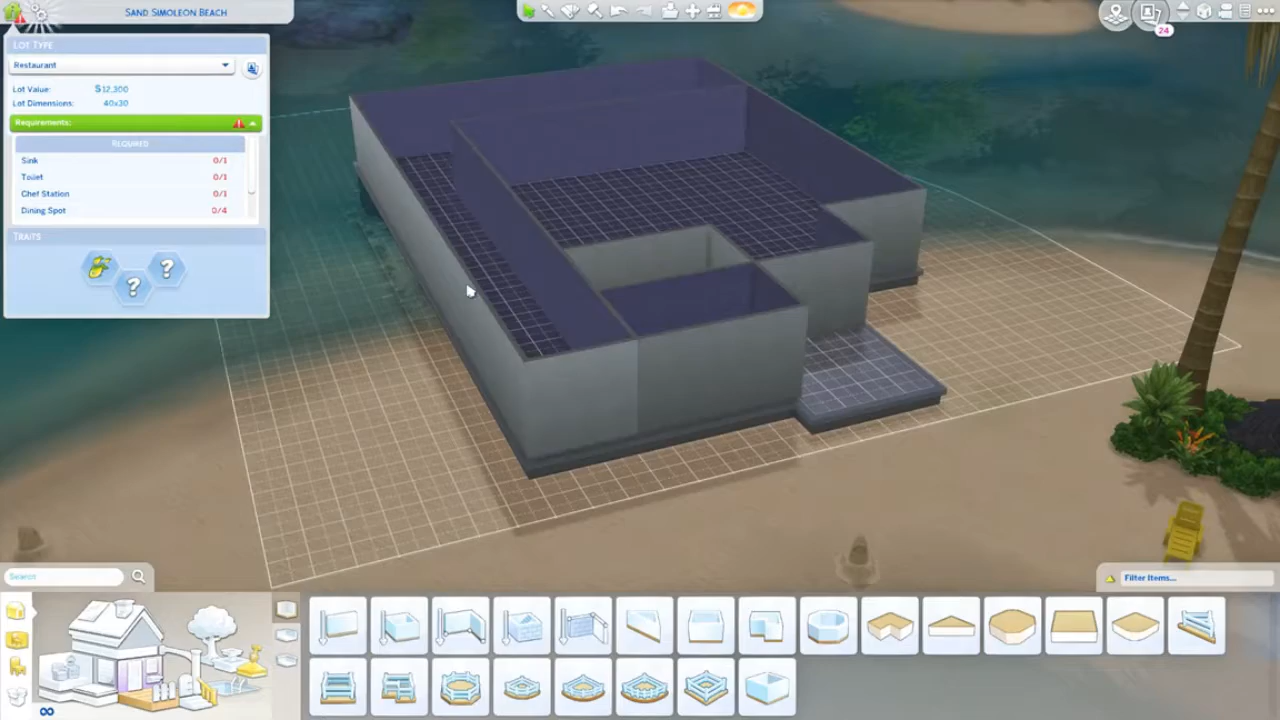 SAND SIMOLEON BEACH
24
LOT TYPE
Restaurant
Lot Value: $12,300
Lot Dimensions: 40x30
Requirements:
REQUIRED
Sink 0/1
Toilet 0/1
Chef Station 0/1
Dining Spot 0/4
TRAITS
?
?
Search
Filter Items...